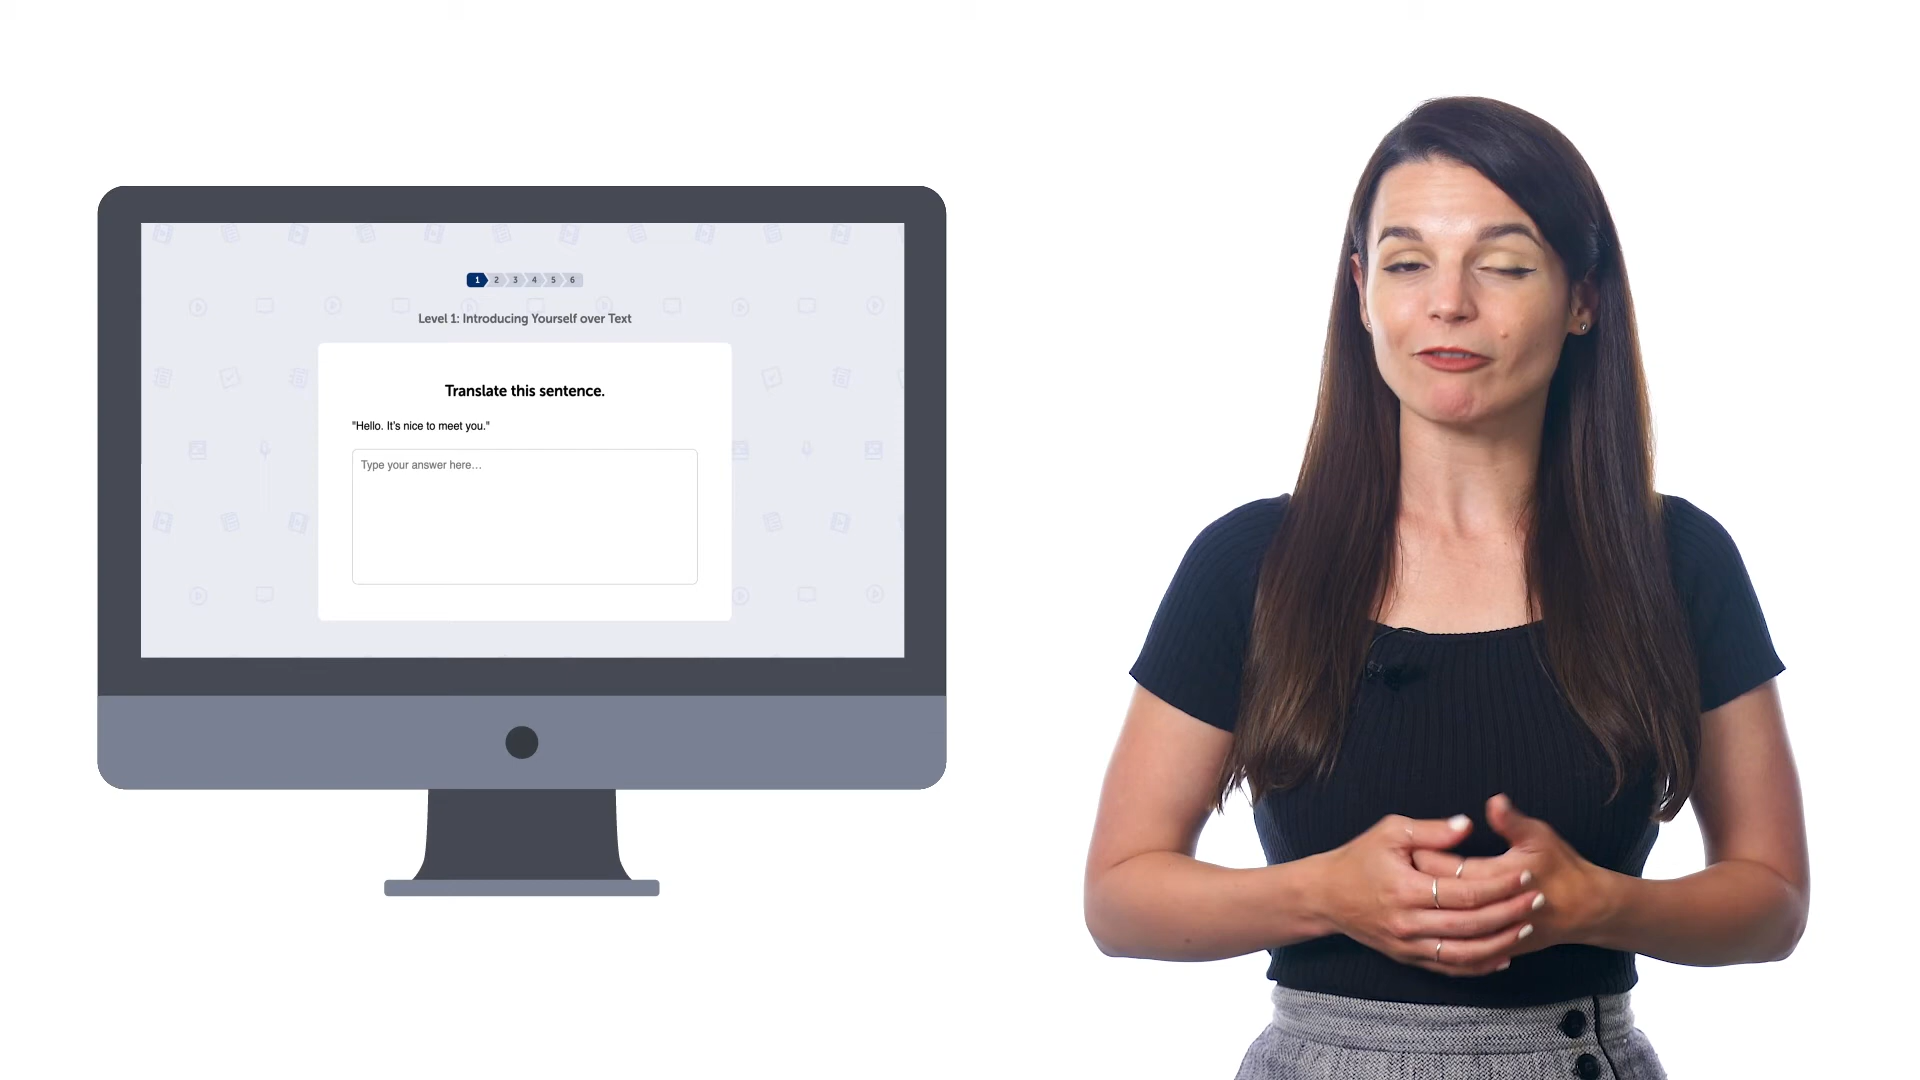 1 2 3 4 5 6
Level 1: Introducing Yourself over Text
Translate this sentence.
"Hello. It's nice to meet you."
Type your answer here...